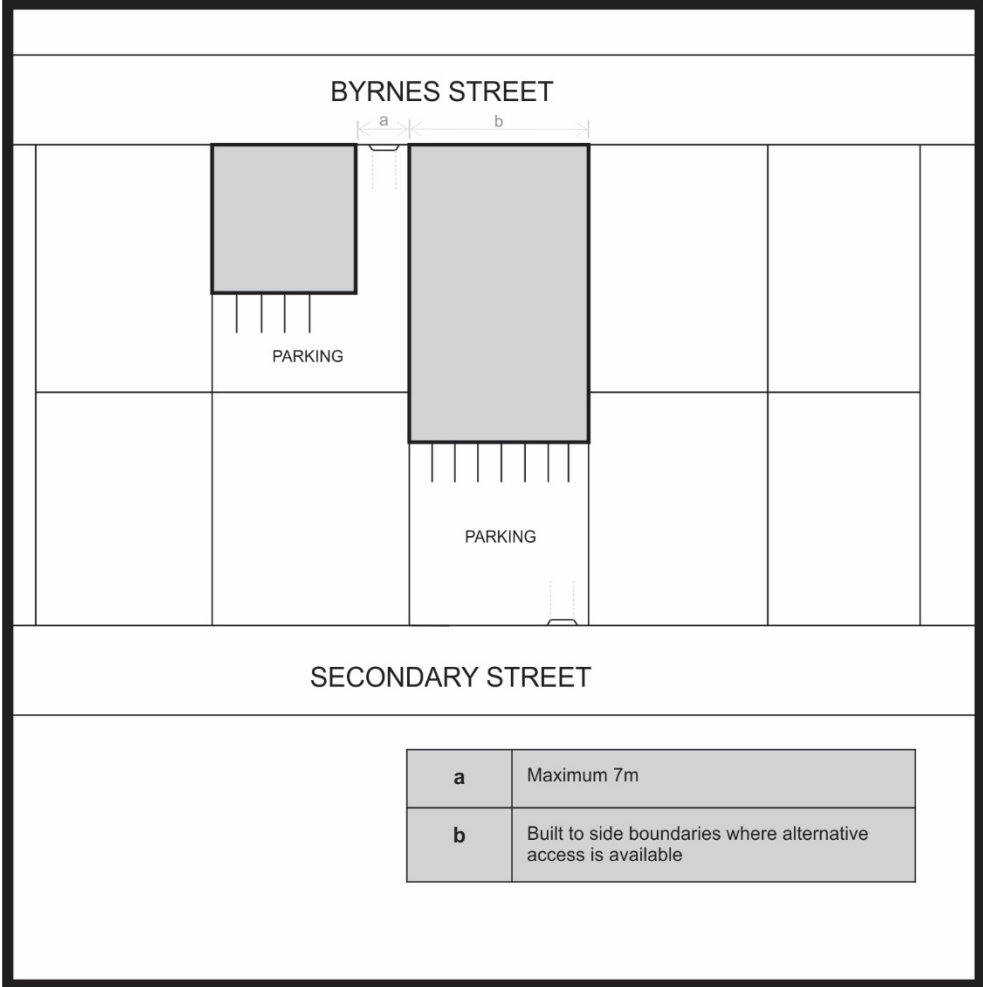 BYRNES STREET
a
b
PARKING
PARKING
SECONDARY STREET
a
Maximum 7m
b
Built to side boundaries where alternative
access is available